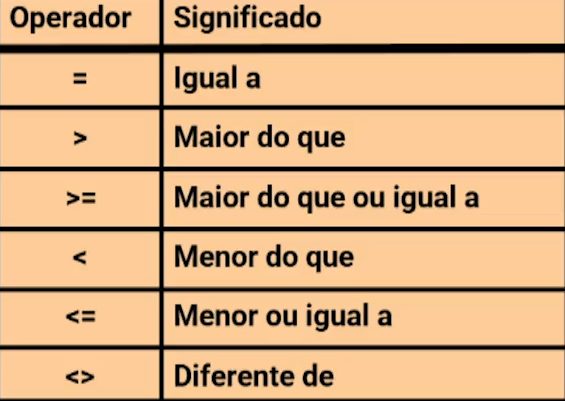 Operador Significado
= Igual a
> Maior do que
>= Maior do que ou igual a
< Menor do que
<= Menor ou igual a
<> Diferente de